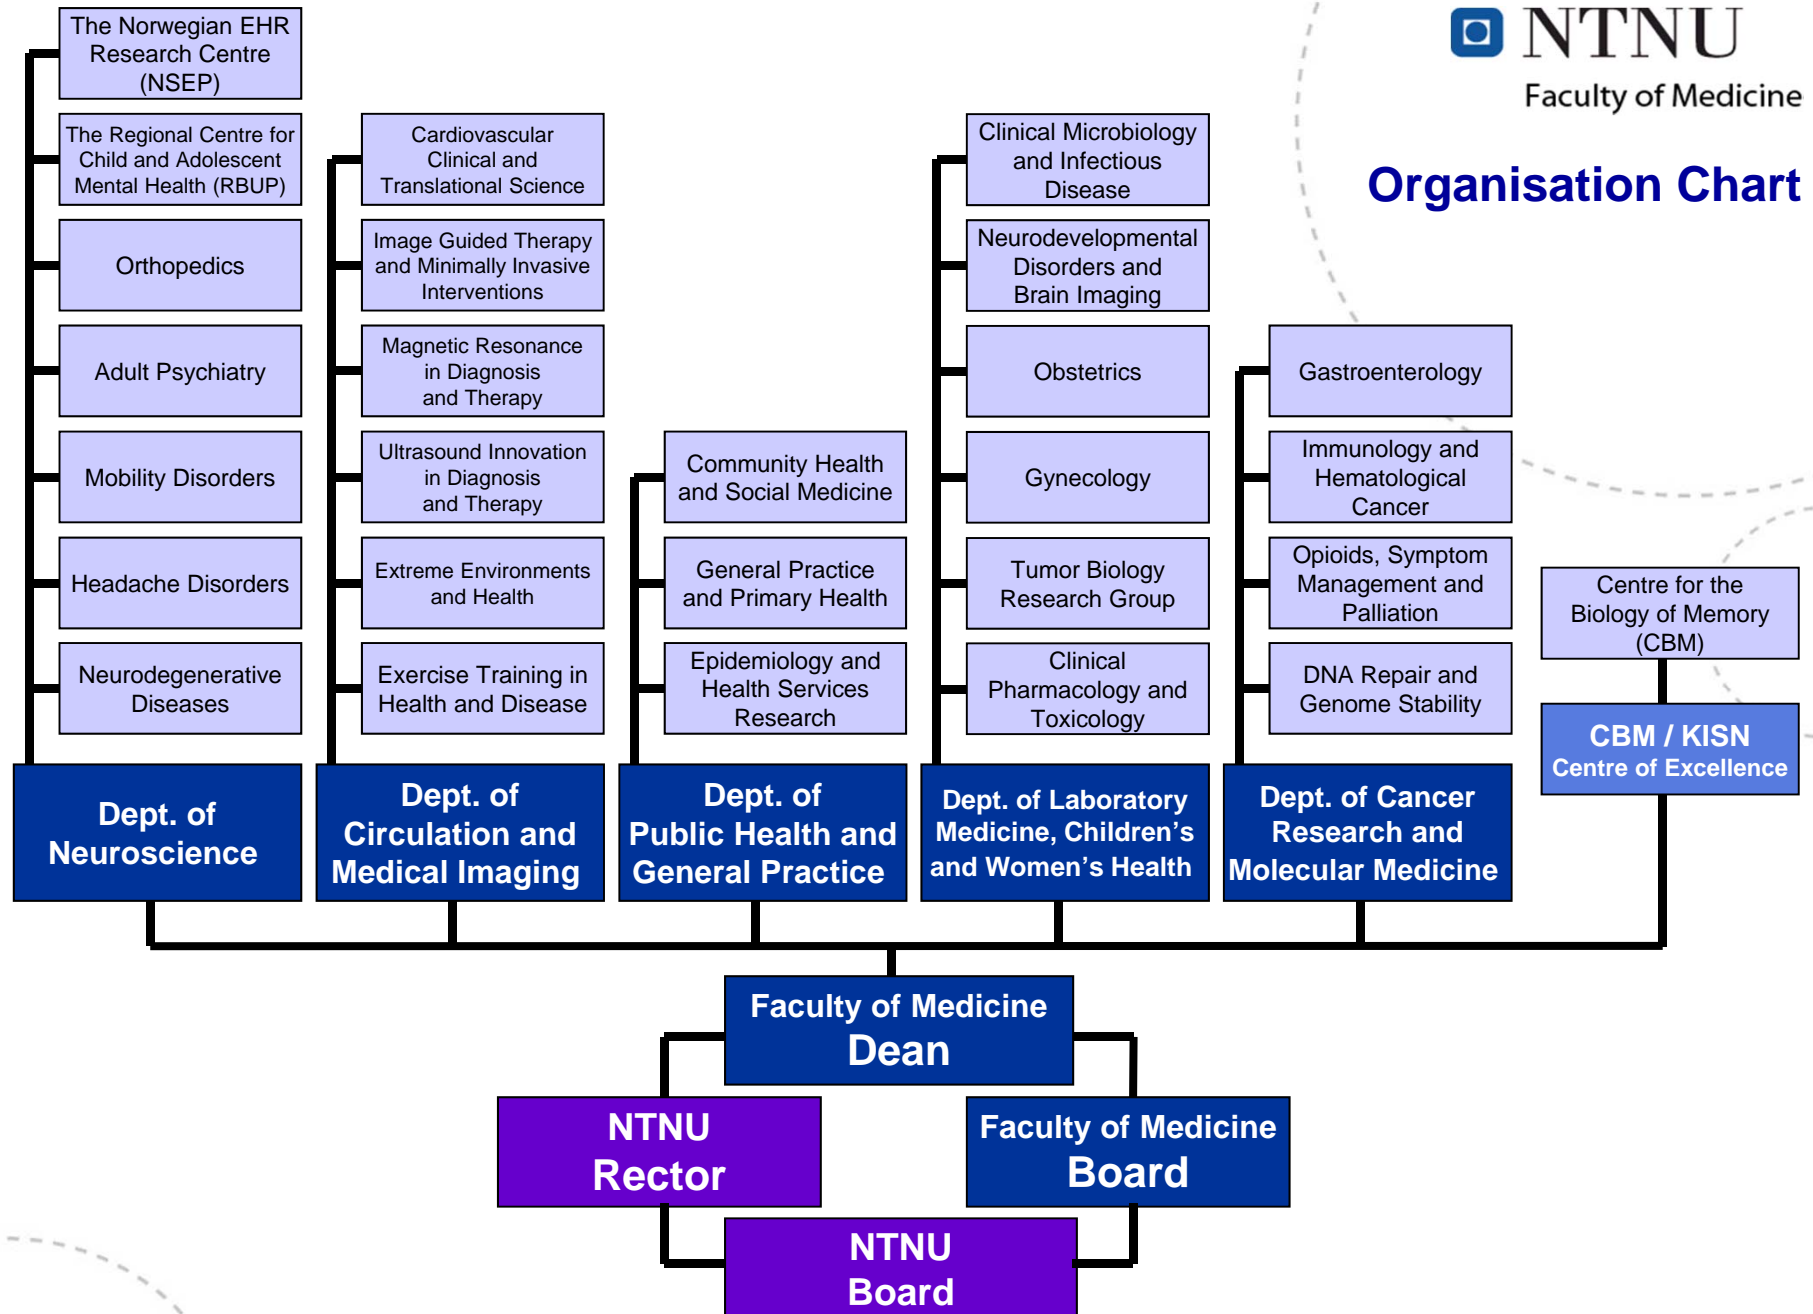 NTNU
Faculty of Medicine
Organisation Chart
The Norwegian EHR
Research Centre
(NSEP)
The Regional Centre for
Child and Adolescent
Mental Health (RBUP)
Orthopedics
Adult Psychiatry
Mobility Disorders
Headache Disorders
Neurodegenerative
Diseases
Dept. of
Neuroscience
Cardiovascular
Clinical and
Translational Science
Image Guided Therapy
and Minimally Invasive
Interventions
Magnetic Resonance
in Diagnosis
and Therapy
Ultrasound Innovation
in Diagnosis
and Therapy
Extreme Environments
and Health
Exercise Training in
Health and Disease
Dept. of
Circulation and
Medical Imaging
Community Health
and Social Medicine
General Practice
and Primary Health
Epidemiology and
Health Services
Research
Dept. of
Public Health and
General Practice
Clinical Microbiology
and Infectious
Disease
Neurodevelopmental
Disorders and
Brain Imaging
Obstetrics
Gynecology
Tumor Biology
Research Group
Clinical
Pharmacology and
Toxicology
Dept. of Laboratory
Medicine, Children’s
and Women’s Health
Gastroenterology
Immunology and
Hematological
Cancer
Opioids, Symptom
Management and
Palliation
DNA Repair and
Genome Stability
Dept. of Cancer
Research and
Molecular Medicine
Centre for the
Biology of Memory
(CBM)
CBM / KISN
Centre of Excellence
Faculty of Medicine
Dean
NTNU
Rector
Faculty of Medicine
Board
NTNU
Board